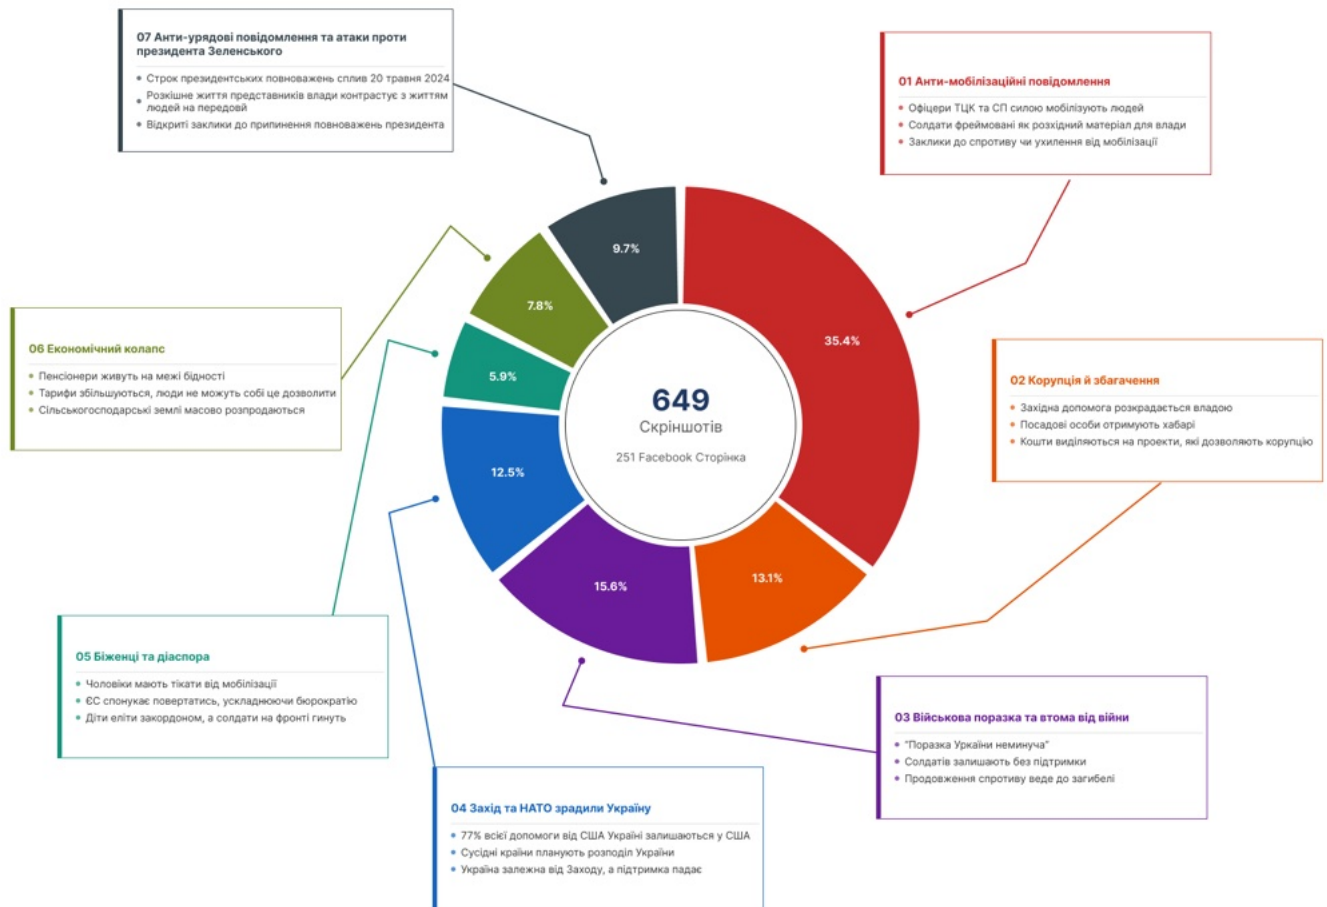 07 Анти-урядові повідомлення та атаки проти
президента Зеленського
Строк президентських повноважень сплив 20 травня 2024
Розкішне життя представників влади контрастує з життям
людей на передовй
Відкриті заклики до припинення повноважень президента
01 Анти-мобілізаційні повідомлення
Офіцери ТЦК та СП силою мобілізують людей
Солдати фреймовані як розхідний матеріал для влади
Заклики до спротиву чи ухилення від мобілізації
9.7%
7.8%
35.4%
06 Економічний колапс
Пенсіонери живуть на межі бідності
Тарифи збільшуються, люди не можуть собі це дозволити
Сільськогосподарські землі масово розпродаються
5.9%
02 Корупція й збагачення
Західна допомога розкрадається владою
Посадові особи отримують хабарі
Кошти виділяються на проекти, які дозволяють корупцію
649
Скріншотів
251 Facebook Сторінка
12.5%
15.6%
13.1%
05 Біженці та діаспора
Чоловіки мають тікати від мобілізації
ЄС спонукає повертатись, ускладнюючи бюрократію
Діти еліти закордоном, а солдати на фронті гинуть
03 Військова поразка та втома від війни
"Поразка Уркаїни неминуча"
Солдатів залишають без підтримки
Продовження спротиву веде до загибелі
04 Захід та НАТО зрадили Україну
77% всієї допомоги від США Україні залишаються у США
Сусідні країни планують розподіл України
Україна залежна від Заходу, а підтримка падає